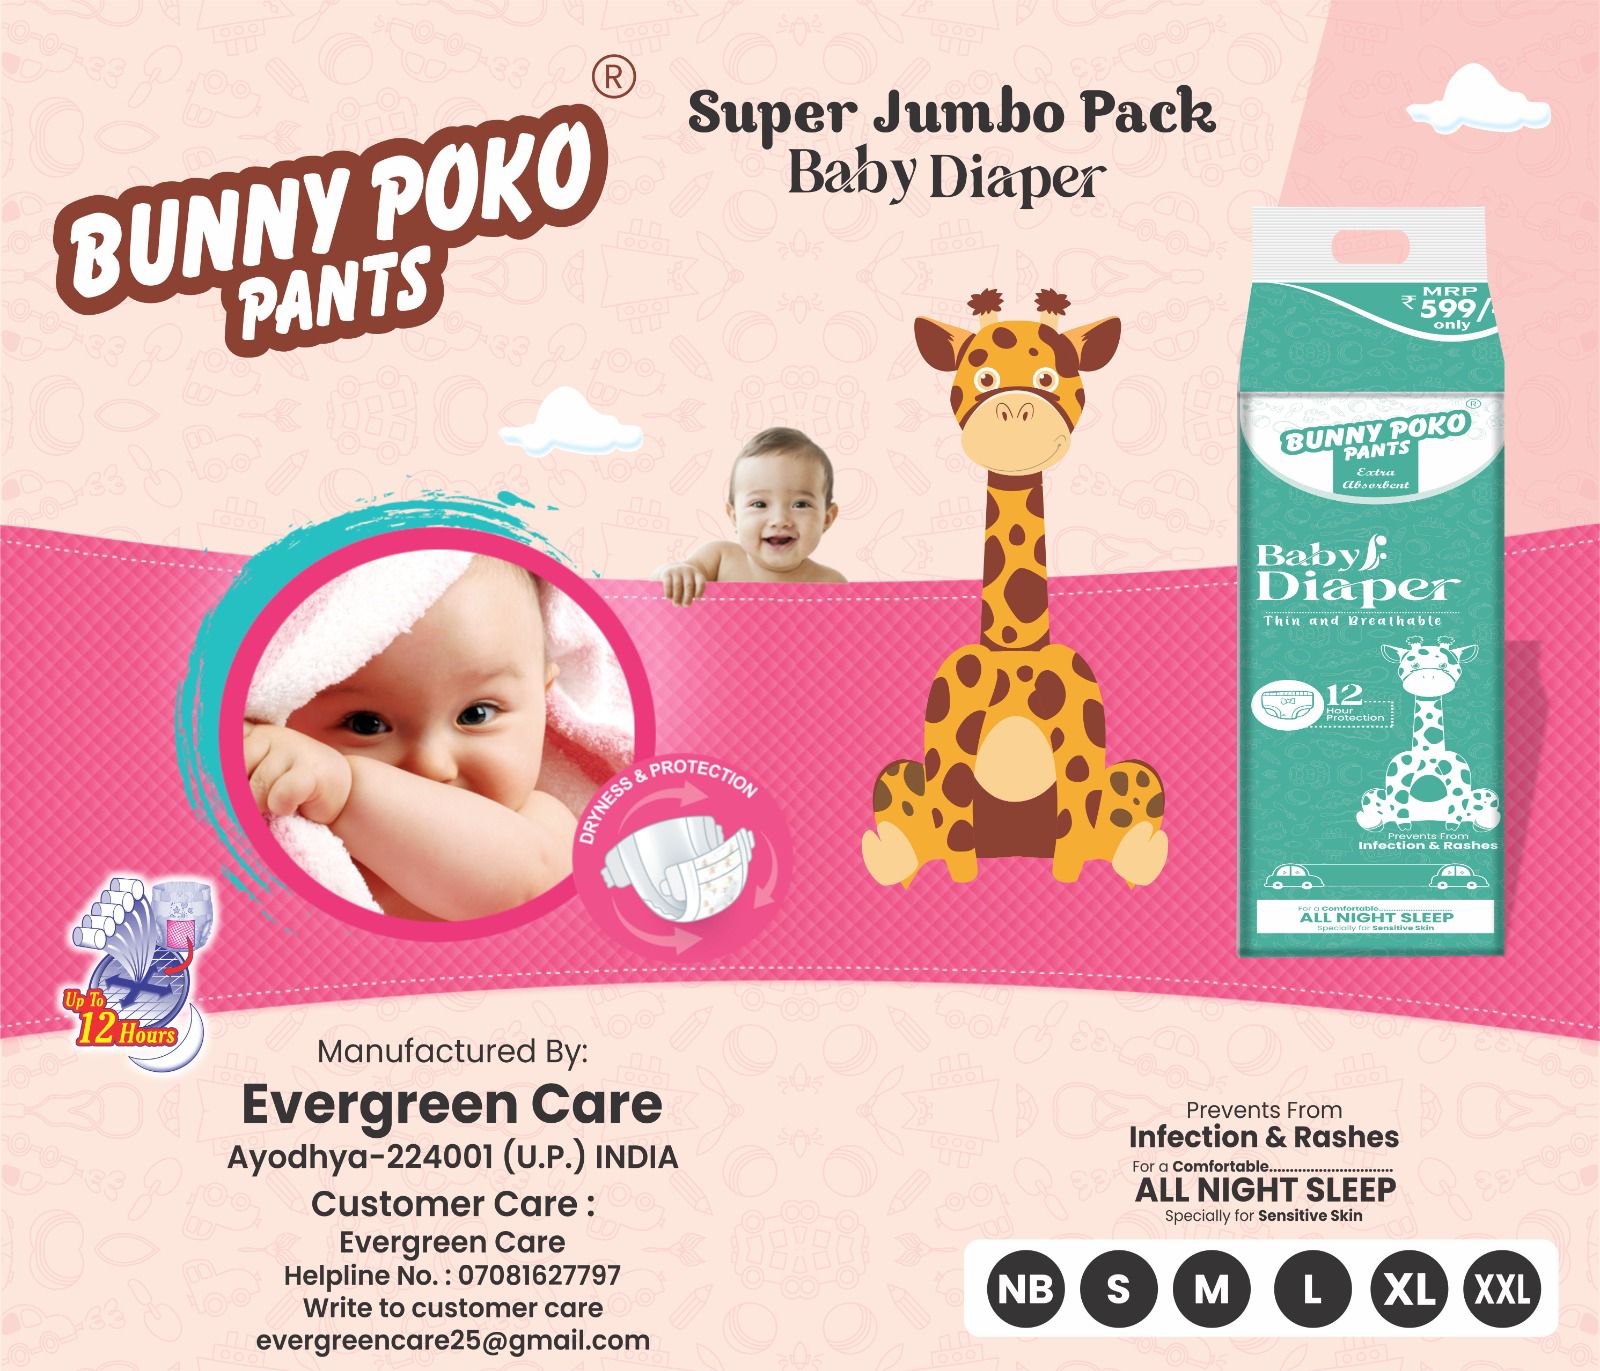 BUNNY POKO ®
PANTS
Super Jumbo Pack
Baby Diaper
MRP
₹ 599/-
only
BUNNY POKO ®
PANTS
Extra
Absorbent
Baby
Diaper
Thin and Breathable
12
Hour
Protection
Prevents From
Infection & Rashes
For a Comfortable..............................
ALL NIGHT SLEEP
Specially for Sensitive Skin
DRYNESS & PROTECTION
Up To
12 Hours
Manufactured By:
Evergreen Care
Ayodhya-224001 (U.P.) INDIA
Customer Care :
Evergreen Care
Helpline No. : 07081627797
Write to customer care
evergreencare25@gmail.com
Prevents From
Infection & Rashes
For a Comfortable..............................
ALL NIGHT SLEEP
Specially for Sensitive Skin
NB S M L XL XXL